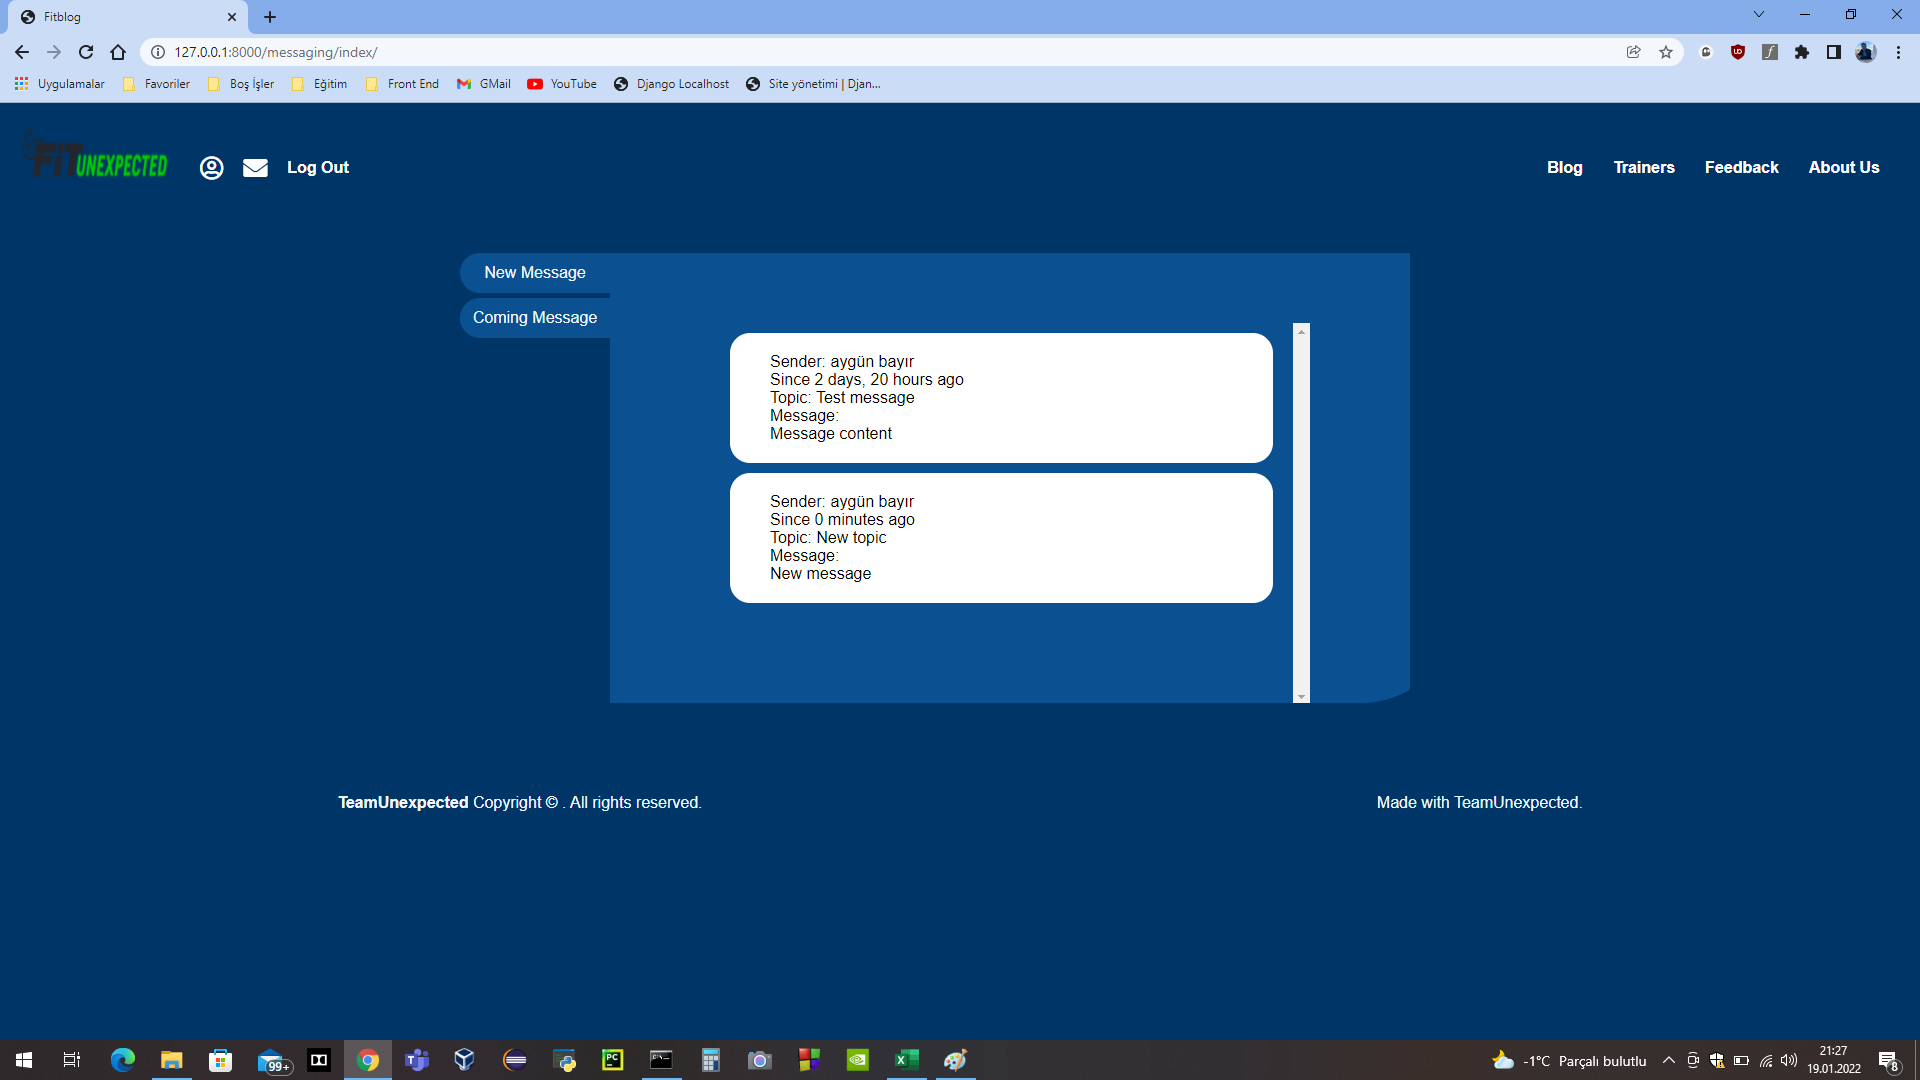 Fitblog
127.0.0.1:8000/messaging/index/
Uygulamalar
Favoriler
Boş İşler
Eğitim
Front End
GMail
YouTube
Django Localhost
Site yönetimi | Djan...
FiT UNEXPECTED
Log Out
Blog
Trainers
Feedback
About Us
New Message
Coming Message
Sender: aygün bayır
Since 2 days, 20 hours ago
Topic: Test message
Message:
Message content
Sender: aygün bayır
Since 0 minutes ago
Topic: New topic
Message:
New message
TeamUnexpected Copyright © . All rights reserved.
Made with TeamUnexpected.
99+
-1°C Parçalı bulutlu
21:27
19.01.2022
8